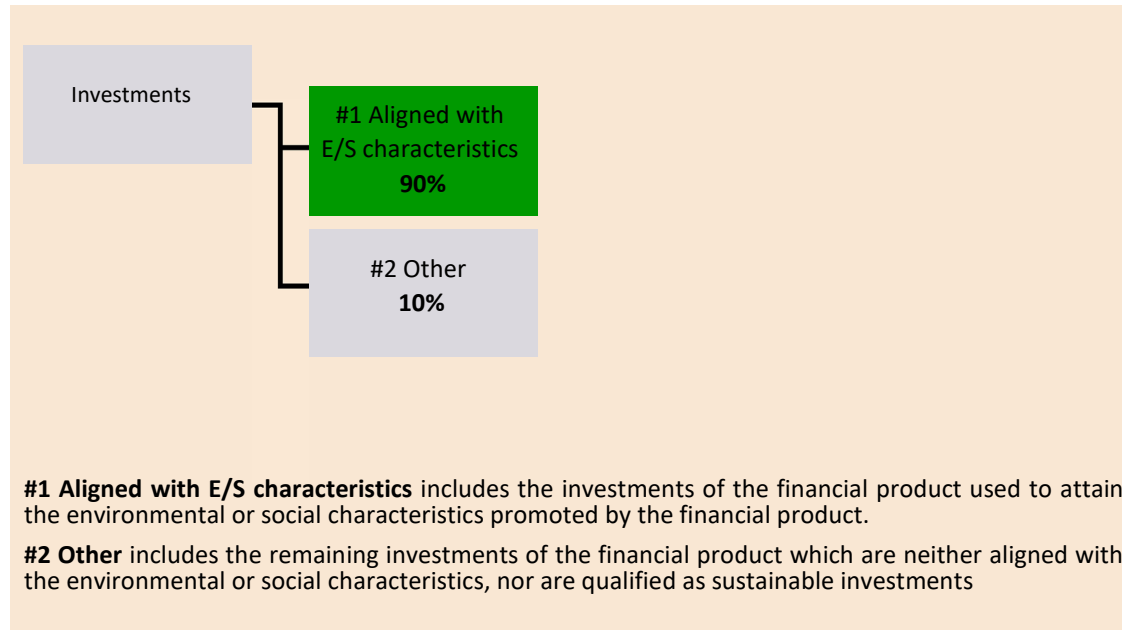 Investments
#1 Aligned with
E/S characteristics
90%
#2 Other
10%
#1 Aligned with E/S characteristics includes the investments of the financial product used to attain
the environmental or social characteristics promoted by the financial product.
#2 Other includes the remaining investments of the financial product which are neither aligned with
the environmental or social characteristics, nor are qualified as sustainable investments